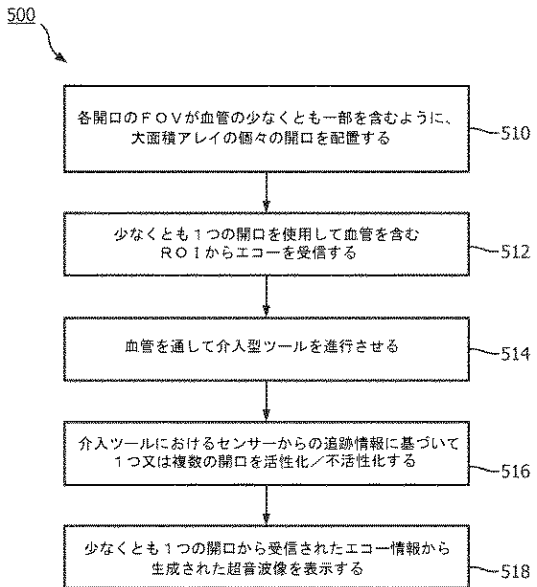 500
各開口のＦＯＶが血管の少なくとも一部を含むように、
大面積アレイの個々の開口を配置する
510
少なくとも１つの開口を使用して血管を含む
ＲＯＩからエコーを受信する
512
血管を通して介入型ツールを進行させる
514
介入ツールにおけるセンサーからの追跡情報に基づいて
１つ又は複数の開口を活性化／不活性化する
516
少なくとも１つの開口から受信されたエコー情報から
生成された超音波像を表示する
518